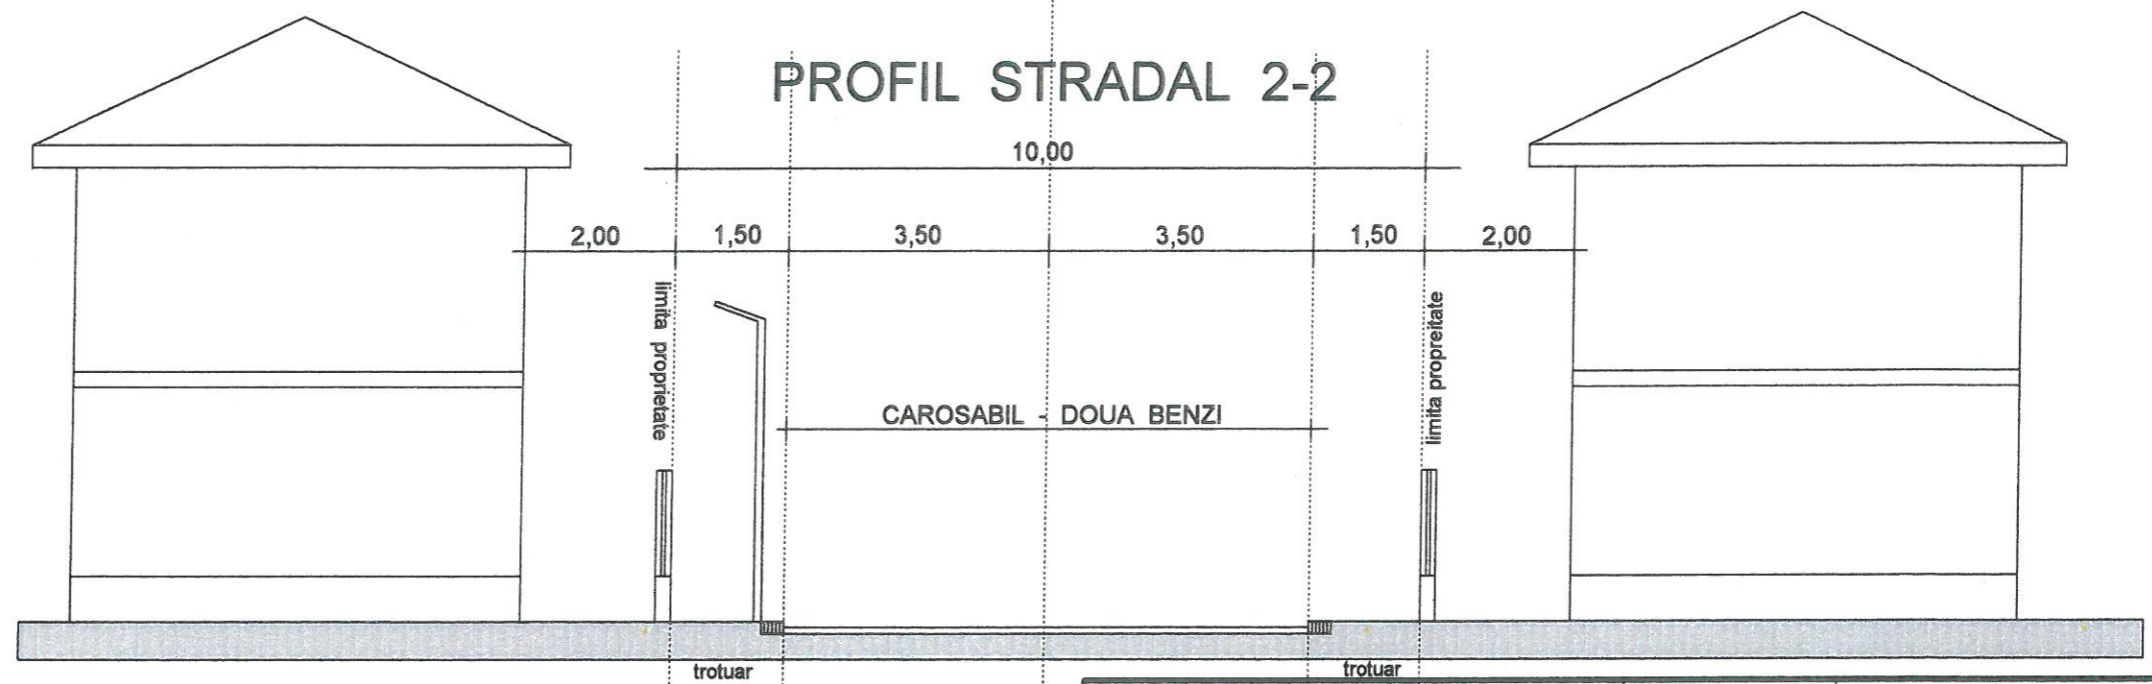 PROFIL STRADAL 2-2
10,00
2,00 1,50 3,50 3,50 1,50 2,00
limita proprietate
limita propreitate
CAROSABIL - DOUA BENZI
trotuar trotuar